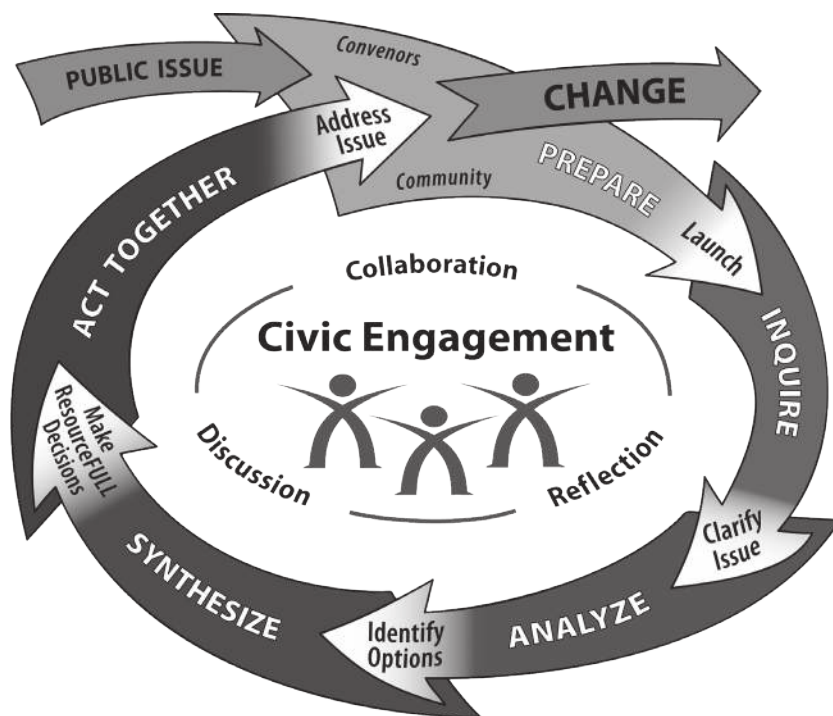 PUBLIC ISSUE
Convenors
CHANGE
Address
Issue
Community
PREPARE
Launch
INQUIRE
Clarify
Issue
ANALYZE
Identify
Options
SYNTHESIZE
Make
ResourceFULL
Decisions
ACT TOGETHER
Collaboration
Civic Engagement
Discussion
Reflection